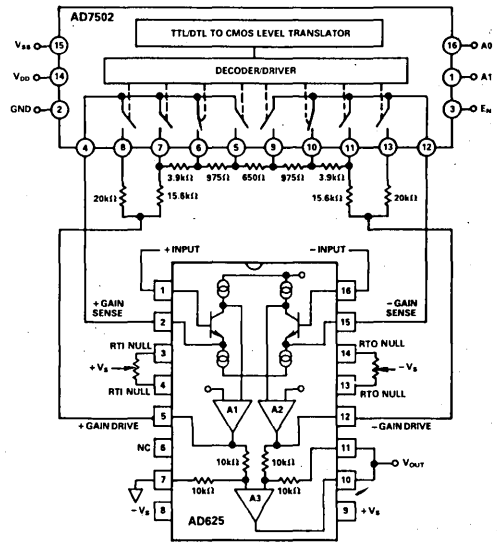 AD7502
TTL/DTL TO CMOS LEVEL TRANSLATOR
DECODER/DRIVER
VSS 15
VDD 14
GND 2
16 A0
1 A1
3 EN
4 8 7 6 5 9 10 11 13 12
3.9kΩ 975Ω 650Ω 975Ω 3.9kΩ
20kΩ 15.6kΩ 15.6kΩ 20kΩ
+INPUT
-INPUT
1
16
+GAIN
SENSE
2
-GAIN
SENSE
15
RTI NULL
3
RTO NULL
14
+VS
-VS
4
RTI NULL
13
RTO NULL
A1 A2
5
+GAIN DRIVE
12
-GAIN DRIVE
NC 6
11
10kΩ 10kΩ
VOUT
7
10kΩ
A3
10kΩ
10
-VS 8
AD625
9 +VS